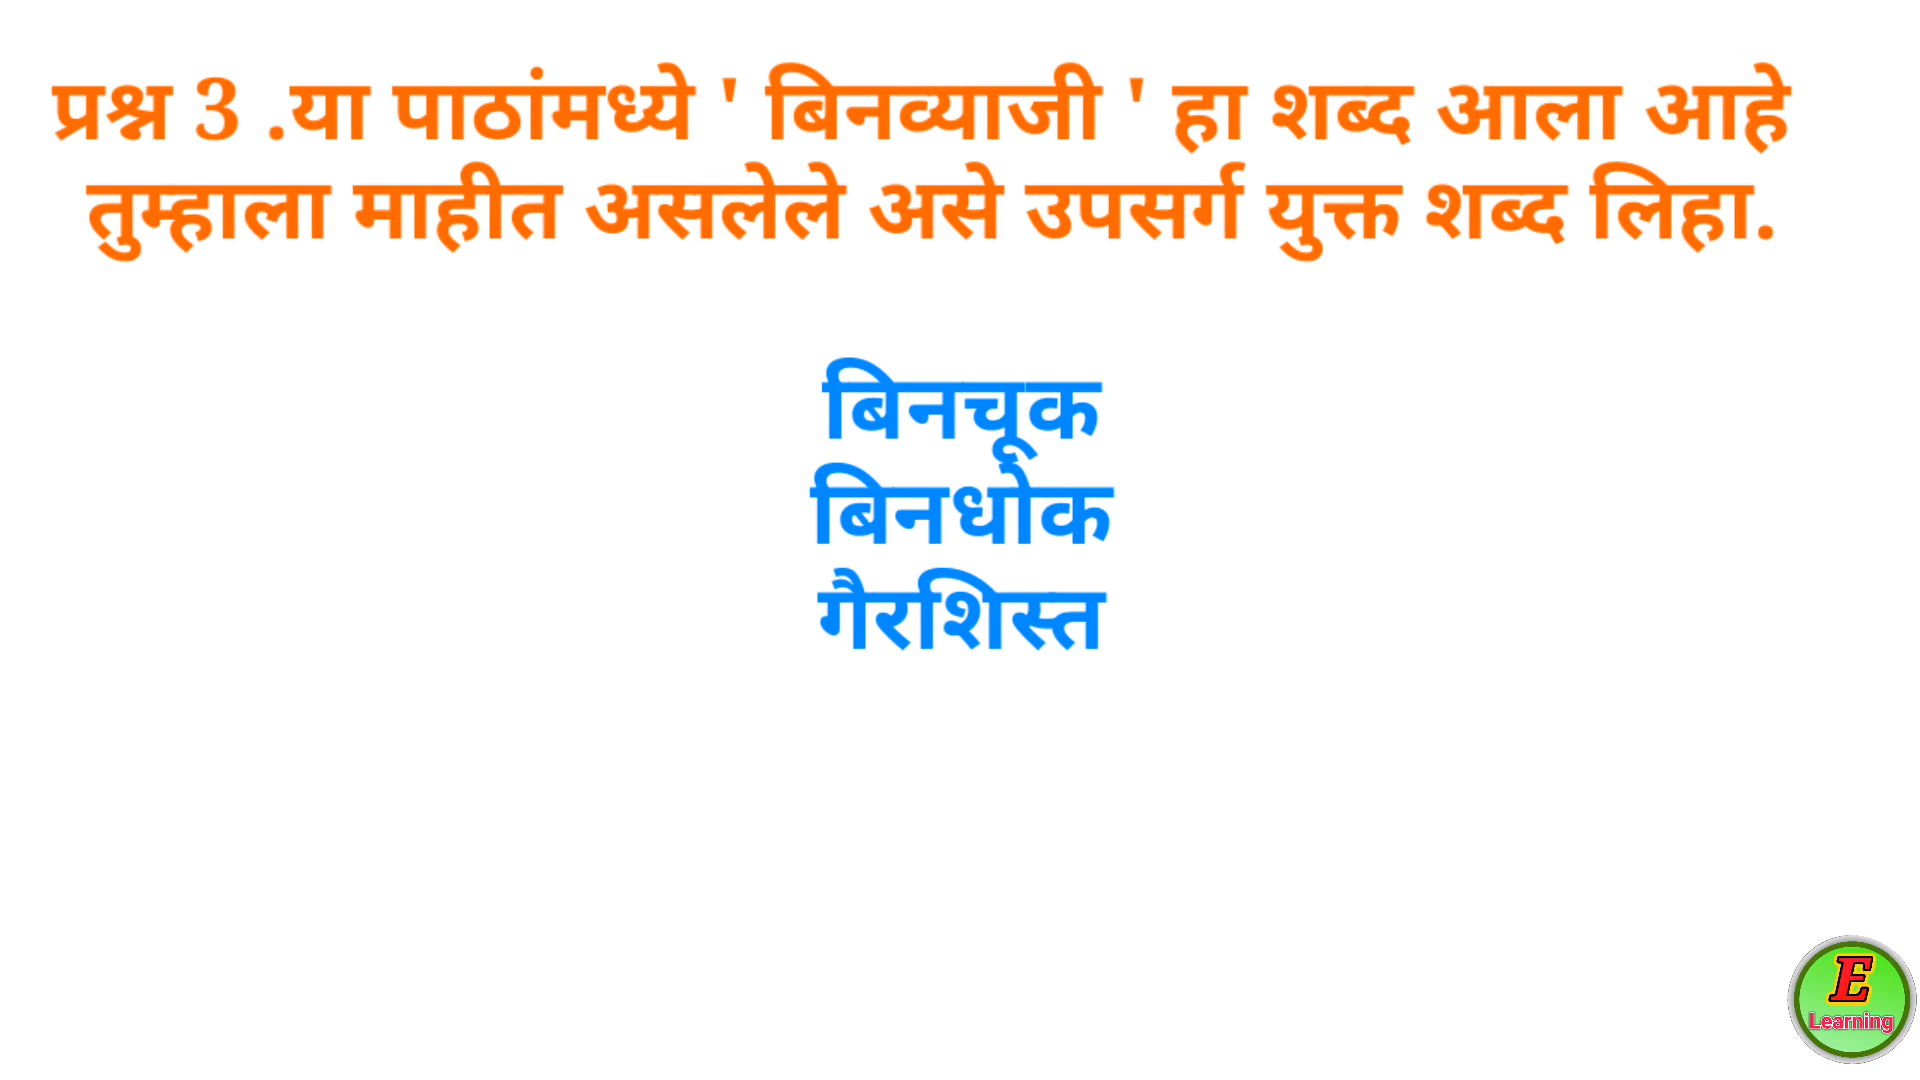 प्रश्न 3 .या पाठांमध्ये ' बिनव्याजी ' हा शब्द आला आहे
तुम्हाला माहीत असलेले असे उपसर्ग युक्त शब्द लिहा.
बिनचूक
बिनधोक
गैरशिस्त
E
Learning